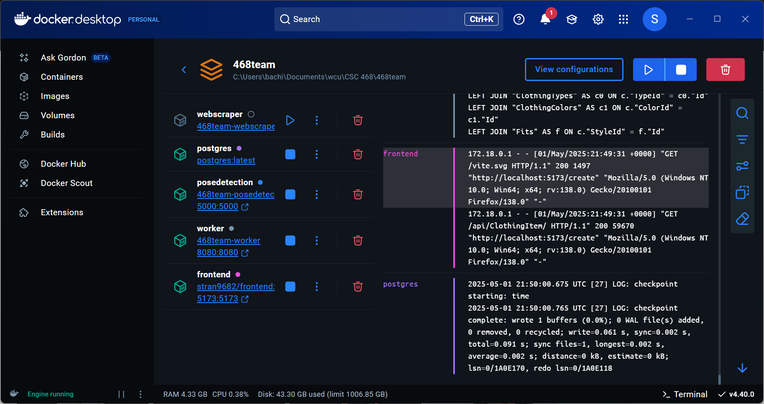 docker.desktop PERSONAL
Search
Ctrl+K
1
S
Ask Gordon BETA
Containers
Images
Volumes
Builds
Docker Hub
Docker Scout
Extensions
468team
C:\Users\bachi\Documents\wcu\CSC 468\468team
View configurations
webscraper
468team-webscrape
postgres
postgres:latest
posedetection
468team-posedetec
5000:5000
worker
468team-worker
8080:8080
frontend
stran9682/frontend:
5173:5173
LEFT JOIN "ClothingTypes" AS c0 ON c."TypeId" = c0."Id"
LEFT JOIN "ClothingColors" AS c1 ON c."ColorId" =
c1."Id"
LEFT JOIN "Fits" AS f ON c."StyleId" = f."Id"
frontend
172.18.0.1 - - [01/May/2025:21:49:31 +0000] "GET
/vite.svg HTTP/1.1" 200 1497
"http://localhost:5173/create" "Mozilla/5.0 (Windows NT
10.0; Win64; x64; rv:138.0) Gecko/20100101
Firefox/138.0" "-"
172.18.0.1 - - [01/May/2025:21:49:31 +0000] "GET
/api/ClothingItem/ HTTP/1.1" 200 59670
"http://localhost:5173/create" "Mozilla/5.0 (Windows NT
10.0; Win64; x64; rv:138.0) Gecko/20100101
Firefox/138.0" "-"
postgres
2025-05-01 21:50:00.675 UTC [27] LOG: checkpoint
starting: time
2025-05-01 21:50:00.765 UTC [27] LOG: checkpoint
complete: wrote 1 buffers (0.0%); 0 WAL file(s) added,
0 removed, 0 recycled; write=0.061 s, sync=0.002 s,
total=0.091 s; sync files=1, longest=0.002 s,
average=0.002 s; distance=0 kB, estimate=0 kB;
lsn=0/1A0E170, redo lsn=0/1A0E118
Engine running
RAM 4.33 GB CPU 0.38% Disk: 43.30 GB used (limit 1006.85 GB)
Terminal
v4.40.0